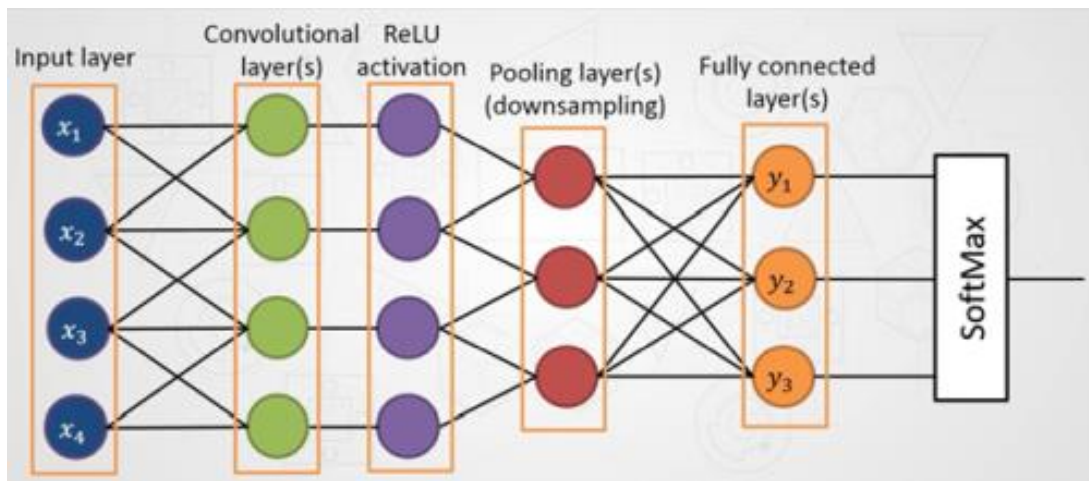 Input layer
Convolutional
layer(s)
ReLU
activation
Pooling layer(s)
(downsampling)
Fully connected
layer(s)
x₁
x₂
x₃
x₄
y₁
y₂
y₃
SoftMax